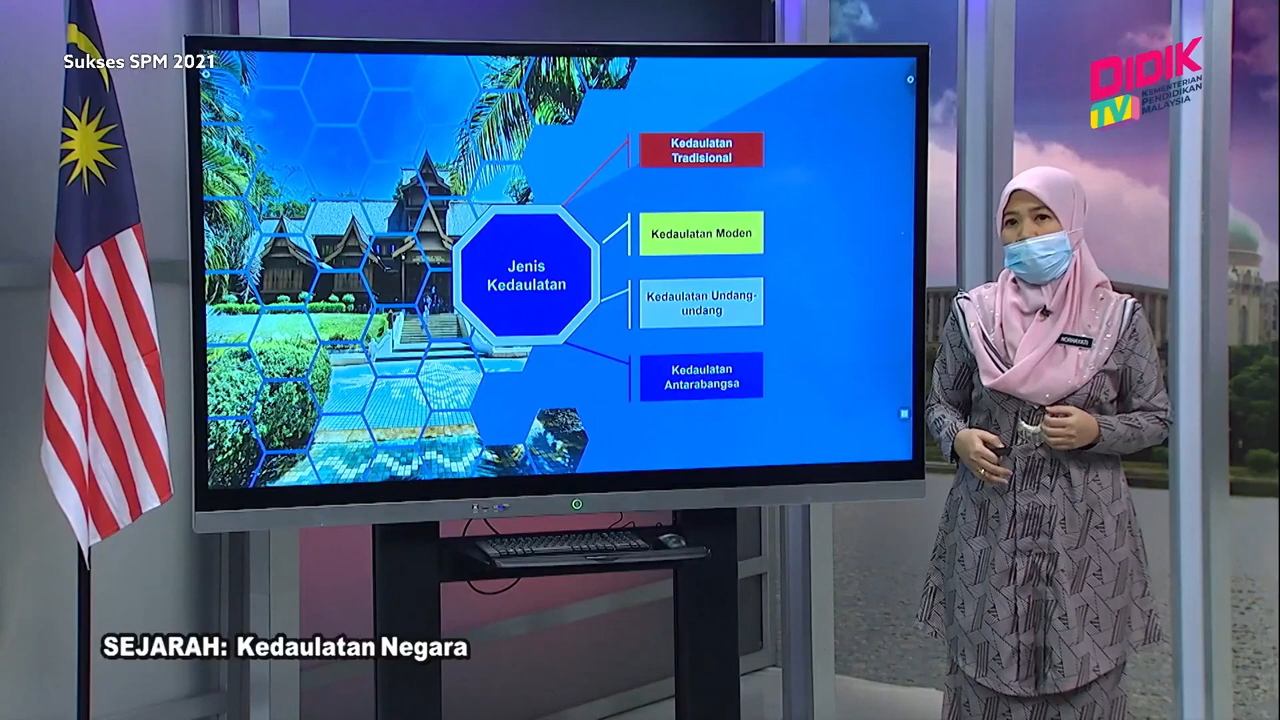 Sukses SPM 2021
DIDIK
TV
KEMENTERIAN
PENDIDIKAN
MALAYSIA
Kedaulatan
Tradisional
Kedaulatan Moden
Jenis
Kedaulatan
Kedaulatan Undang-
undang
Kedaulatan
Antarabangsa
NORHAYATI
SEJARAH: Kedaulatan Negara